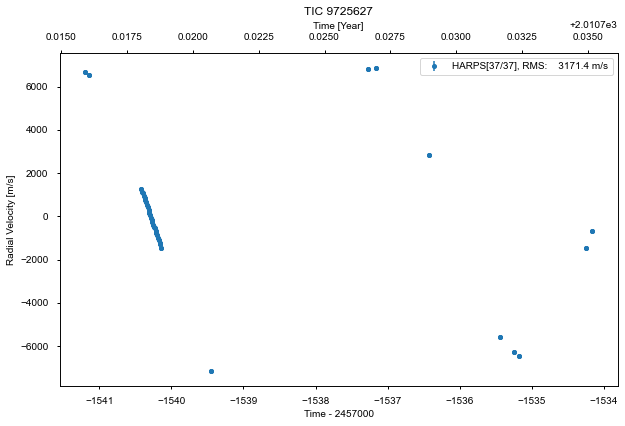 TIC 9725627
Time [Year]
+2.0107e3
0.0150 0.0175 0.0200 0.0225 0.0250 0.0275 0.0300 0.0325 0.0350
HARPS[37/37], RMS: 3171.4 m/s
6000
4000
2000
0
−2000
−4000
−6000
Radial Velocity [m/s]
−1541 −1540 −1539 −1538 −1537 −1536 −1535 −1534
Time - 2457000